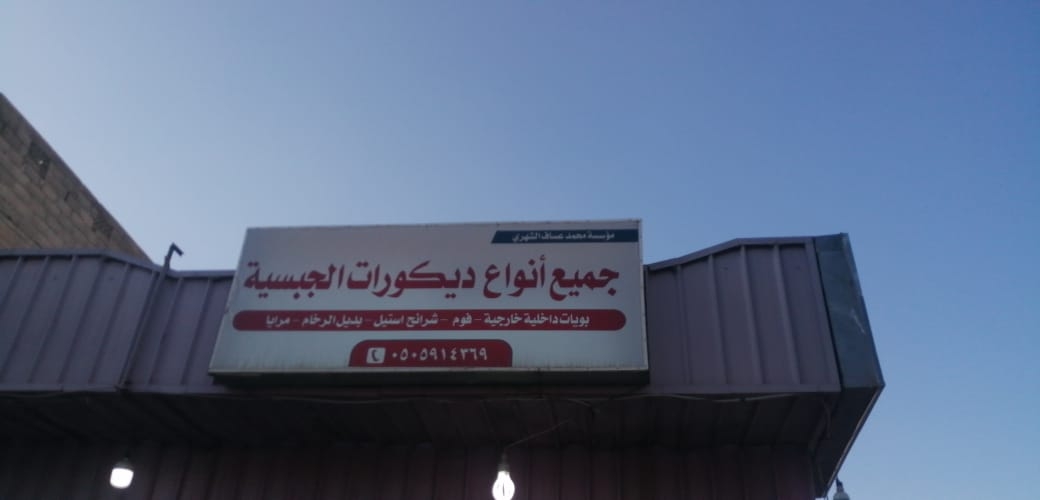 مؤسسة محمد عساف الشهري
جميع أنواع ديكورات الجبسية
بويات داخلية خارجية - فوم - شرائح استيل - بديل الرخام - مرايا
٠٥٠٥٩١٤٣٦٩